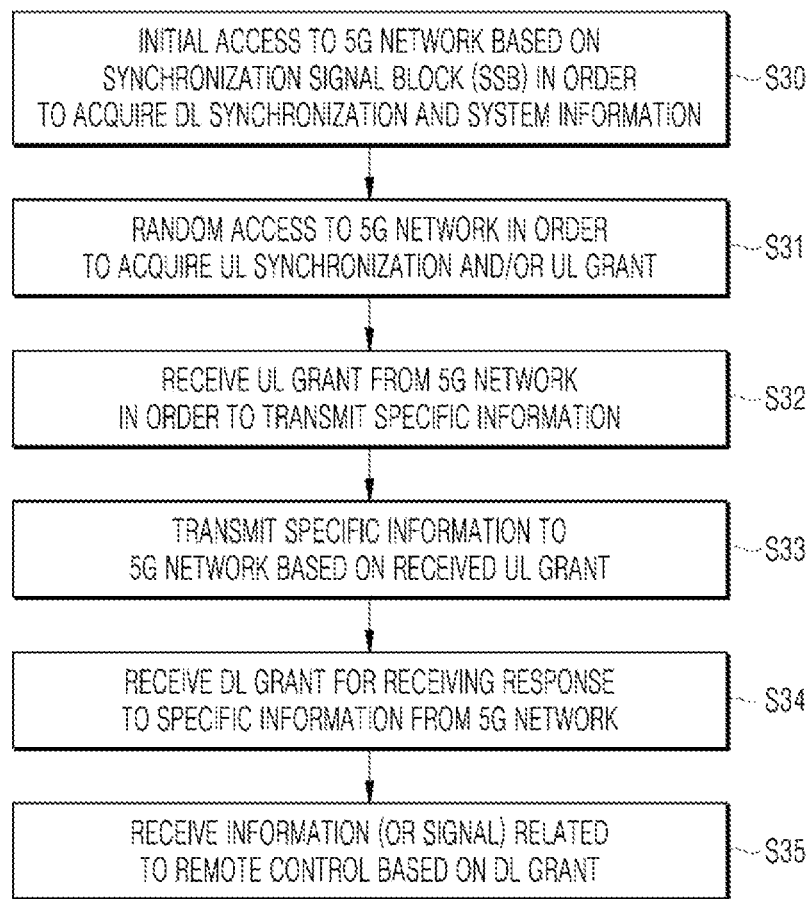 INITIAL ACCESS TO 5G NETWORK BASED ON
SYNCHRONIZATION SIGNAL BLOCK (SSB) IN ORDER
TO ACQUIRE DL SYNCHRONIZATION AND SYSTEM INFORMATION
S30
RANDOM ACCESS TO 5G NETWORK IN ORDER
TO ACQUIRE UL SYNCHRONIZATION AND/OR UL GRANT
S31
RECEIVE UL GRANT FROM 5G NETWORK
IN ORDER TO TRANSMIT SPECIFIC INFORMATION
S32
TRANSMIT SPECIFIC INFORMATION TO
5G NETWORK BASED ON RECEIVED UL GRANT
S33
RECEIVE DL GRANT FOR RECEIVING RESPONSE
TO SPECIFIC INFORMATION FROM 5G NETWORK
S34
RECEIVE INFORMATION (OR SIGNAL) RELATED
TO REMOTE CONTROL BASED ON DL GRANT
S35